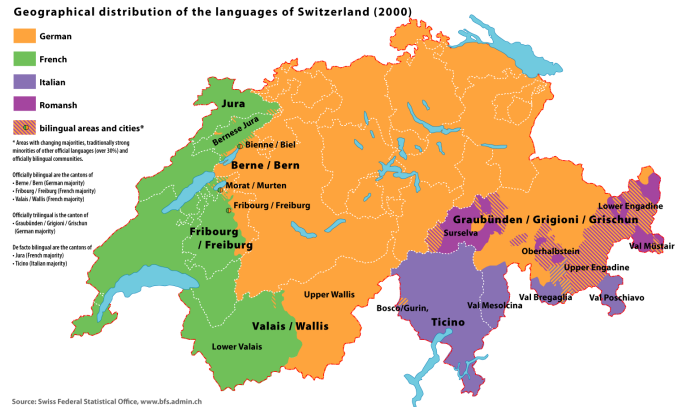 Geographical distribution of the languages of Switzerland (2000)
German
French
Italian
Romansh
bilingual areas and cities*
* Areas with changing majorities, traditionally strong
minorities of other official languages (over 30%) and
officially bilingual communities.
Officially bilingual are the cantons of
• Berne / Bern (German majority)
• Fribourg / Freiburg (French majority)
• Valais / Wallis (French majority)
Officially trilingual is the canton of
• Graubünden / Grigioni / Grischun
(German majority)
De facto bilingual are the cantons of
• Jura (French majority)
• Ticino (Italian majority)
Jura
Bernese Jura
Bienne / Biel
Berne / Bern
Morat / Murten
Fribourg / Freiburg
Fribourg
/ Freiburg
Lower Engadine
Graubünden / Grigioni / Grischun
Surselva
Val Müstair
Oberhalbstein
Upper Engadine
Upper Wallis
Val Bregaglia
Val Poschiavo
Bosco/Gurin,
Val Mesolcina
Ticino
Valais / Wallis
Lower Valais
Source: Swiss Federal Statistical Office, www.bfs.admin.ch